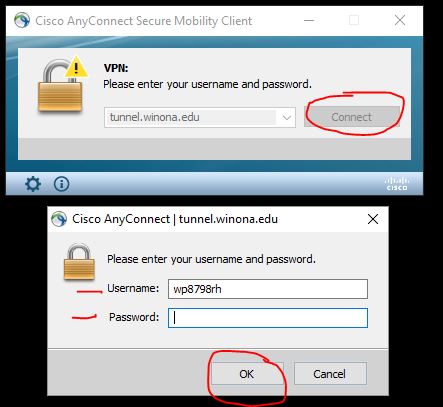 Cisco AnyConnect Secure Mobility Client
VPN:
Please enter your username and password.
tunnel.winona.edu
Connect
CISCO
Cisco AnyConnect | tunnel.winona.edu
Please enter your username and password.
Username: wp8798rh
Password:
OK Cancel